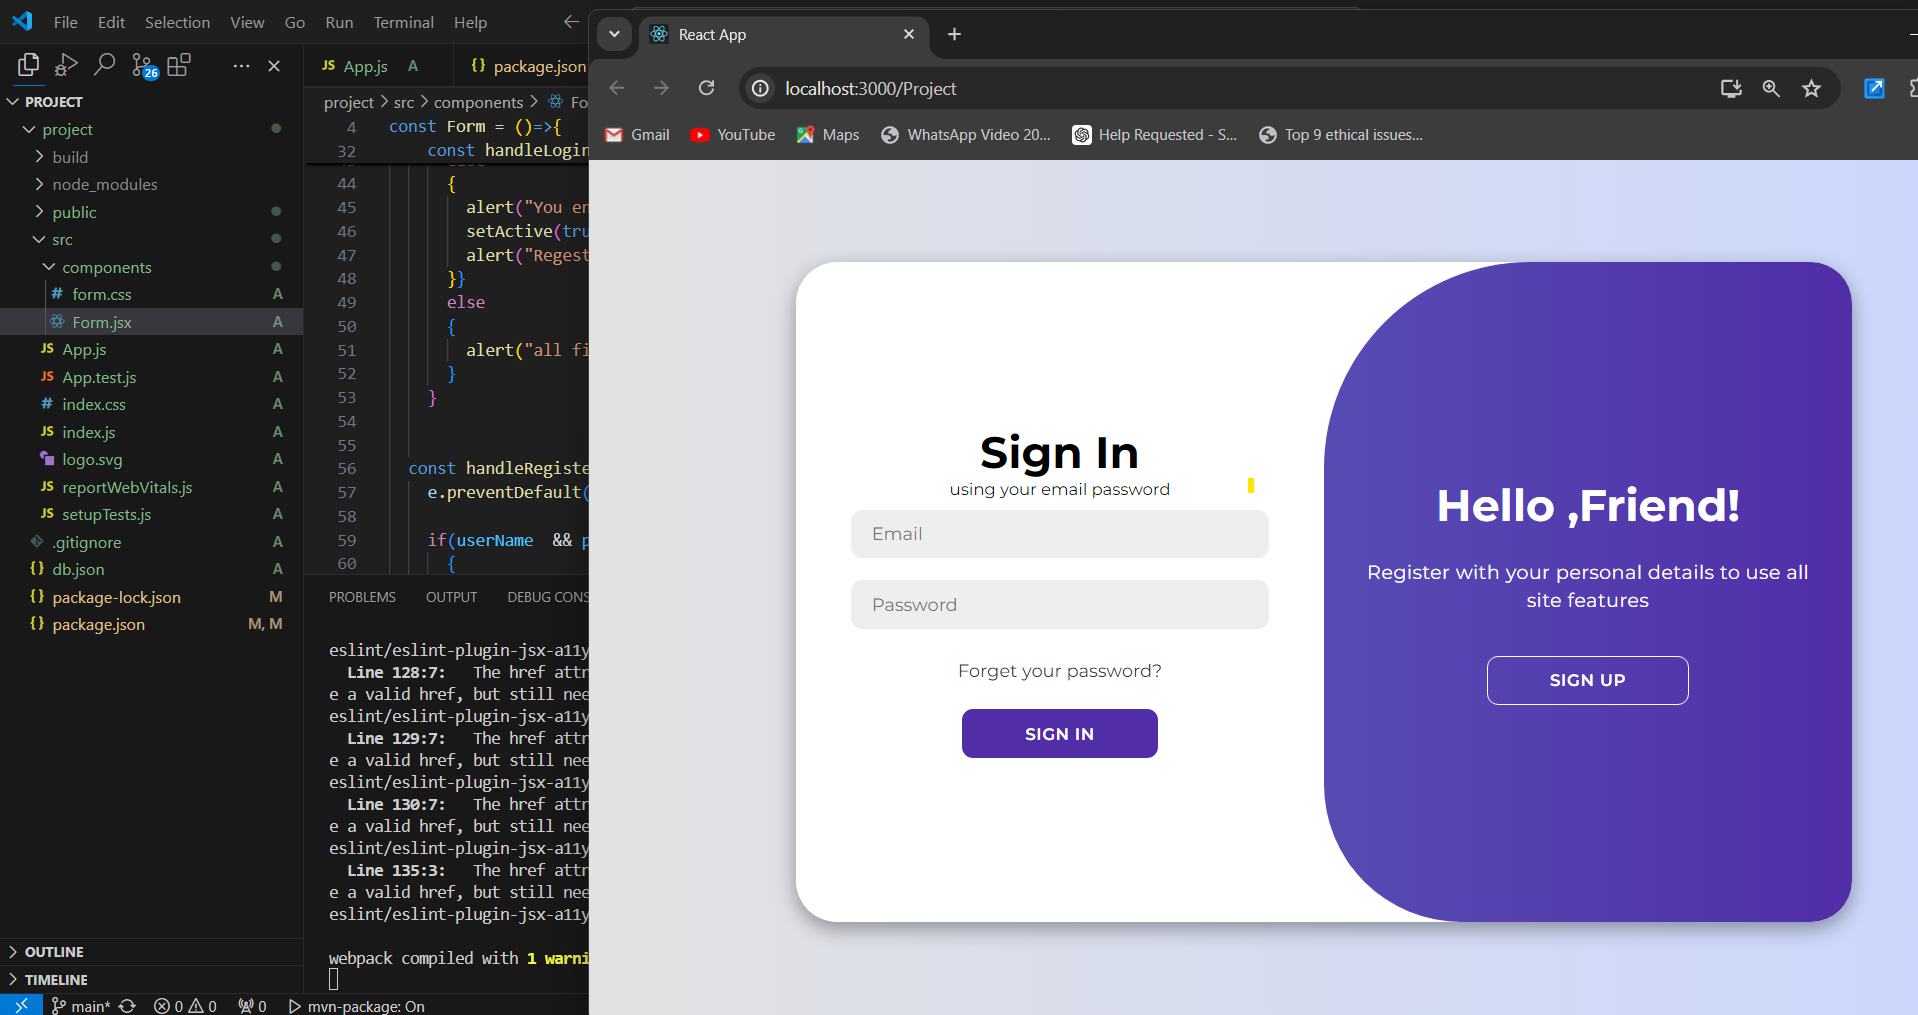 File Edit Selection View Go Run Terminal Help
26
PROJECT
project
build
node_modules
public
src
components
# form.css A
Form.jsx A
JS App.js A
JS App.test.js A
# index.css A
JS index.js A
logo.svg A
JS reportWebVitals.js A
JS setupTests.js A
.gitignore A
{} db.json A
{} package-lock.json M
{} package.json M, M
OUTLINE
TIMELINE
JS App.js A {} package.json
project > src > components > Fo
4 const Form = ()=>{
32 const handleLogin
44 {
45 alert("You en
46 setActive(tru
47 alert("Regest
48 }}
49 else
50 {
51 alert("all fi
52 }
53 }
54
55
56 const handleRegiste
57 e.preventDefault(
58
59 if(userName && p
60 {
PROBLEMS OUTPUT DEBUG CONS
eslint/eslint-plugin-jsx-a11y
Line 128:7: The href attr
e a valid href, but still nee
eslint/eslint-plugin-jsx-a11y
Line 129:7: The href attr
e a valid href, but still nee
eslint/eslint-plugin-jsx-a11y
Line 130:7: The href attr
e a valid href, but still nee
eslint/eslint-plugin-jsx-a11y
Line 135:3: The href attr
e a valid href, but still nee
eslint/eslint-plugin-jsx-a11y
webpack compiled with 1 warni
main* 0 0 0 mvn-package: On
React App
localhost:3000/Project
Gmail YouTube Maps WhatsApp Video 20... Help Requested - S... Top 9 ethical issues...
Sign In
using your email password
Email
Password
Forget your password?
SIGN IN
Hello ,Friend!
Register with your personal details to use all
site features
SIGN UP